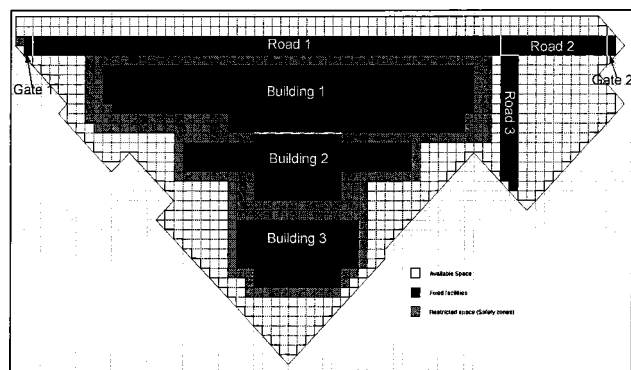 Road 1
Road 2
Gate 1
Gate 2
Building 1
Road 3
Building 2
Building 3
Available Space
Fixed facilities
Restricted space (Safety zones)